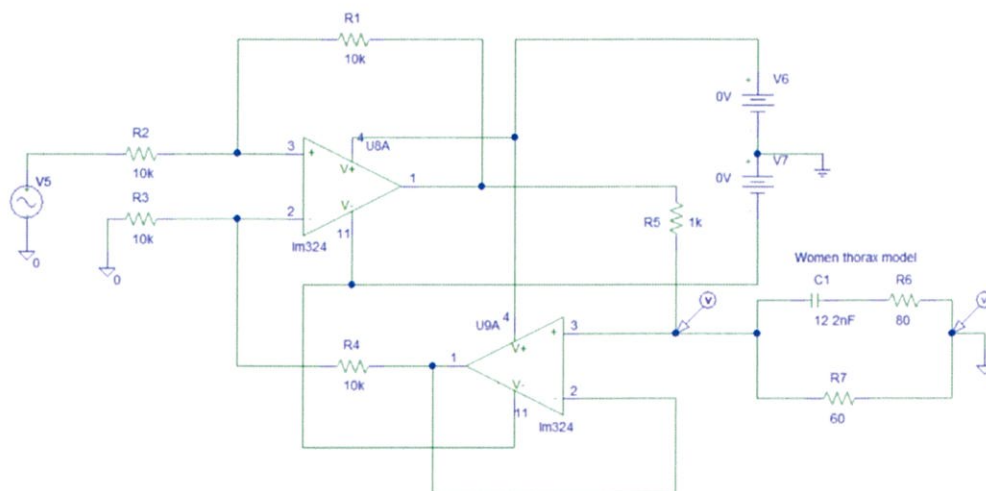 R1
10k
V6
0V
4
U8A
R2
10k
3
+
V+
V7
0V
1
V5
R3
10k
2
-
V-
11
lm324
R5
1k
0
0
Women thorax model
C1
R6
12 2nF
80
V
V
U9A
4
3
R4
10k
1
V+
+
V-
2
-
11
lm324
R7
60